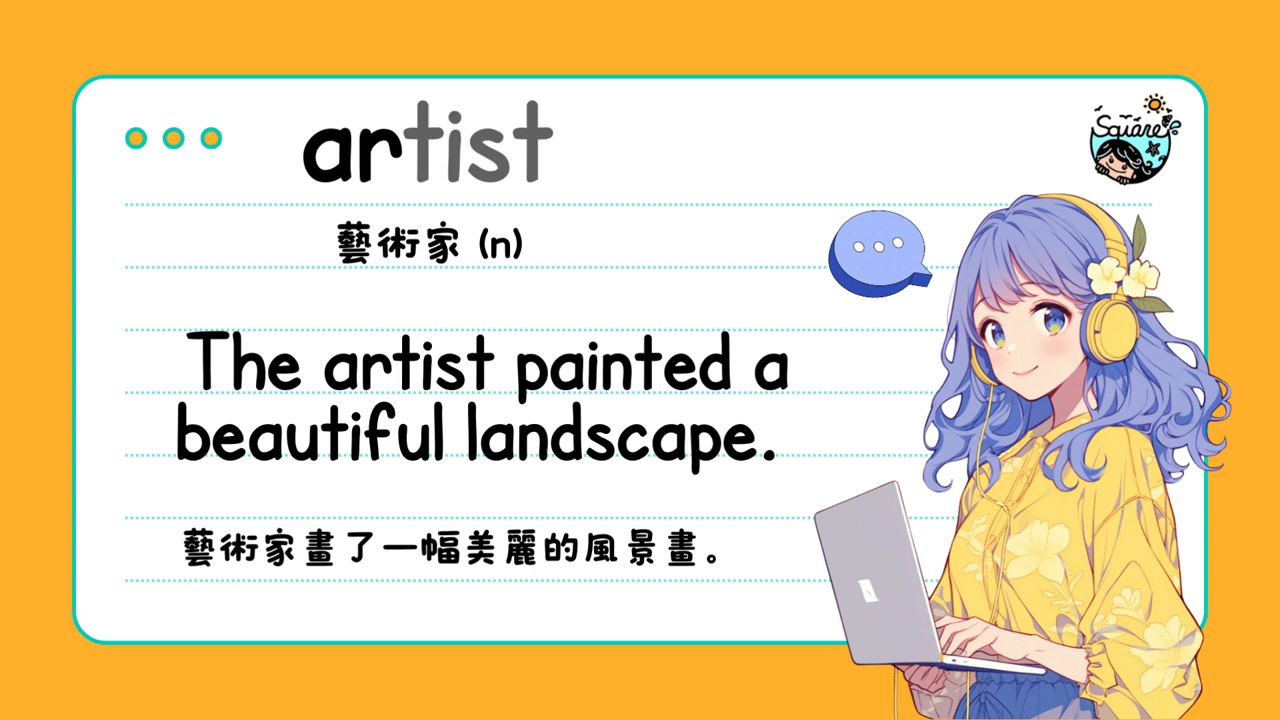 artist
Square
藝術家 (n)
The artist painted a
beautiful landscape.
藝術家畫了一幅美麗的風景畫。